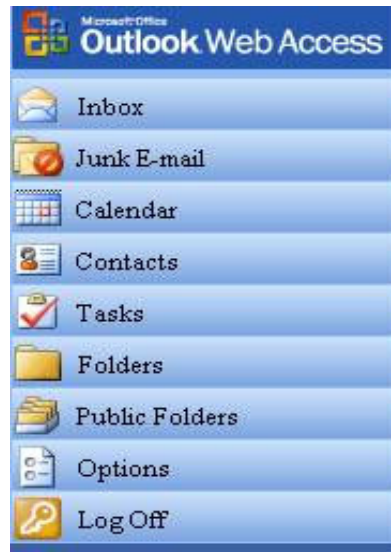 Microsoft Office
Outlook Web Access
Inbox
Junk E-mail
Calendar
Contacts
Tasks
Folders
Public Folders
Options
Log Off